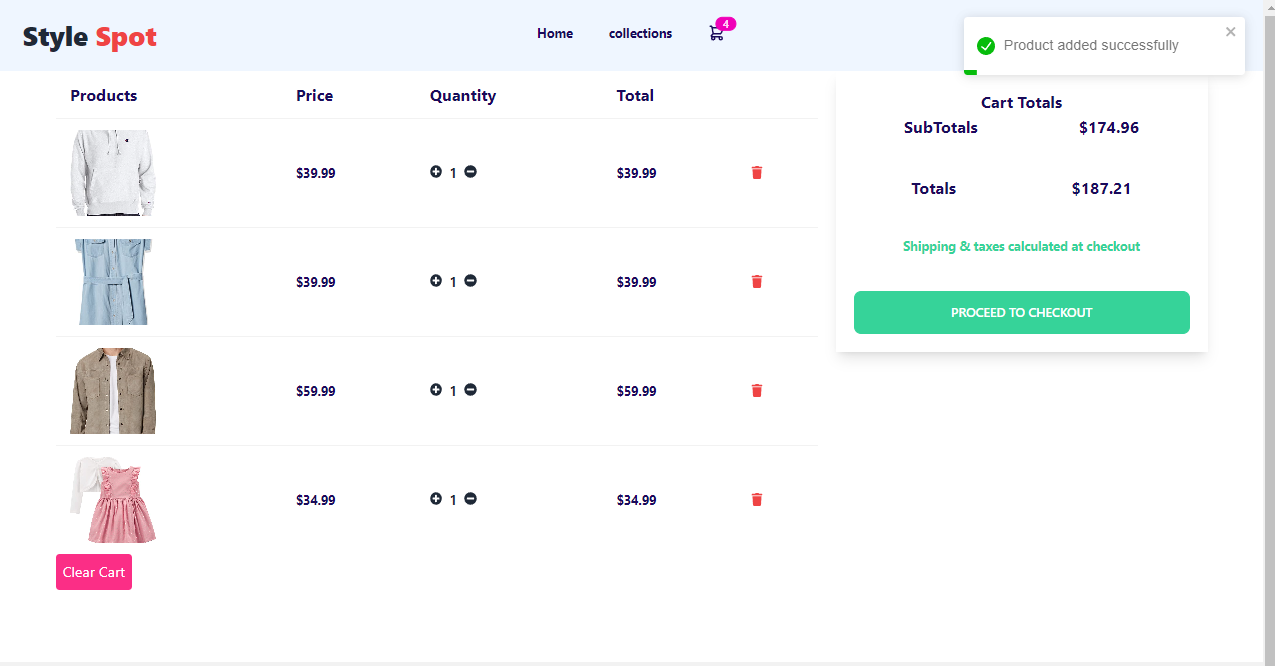 Style Spot
Home
collections
4
Product added successfully
Products Price Quantity Total
$39.99 1 $39.99
$39.99 1 $39.99
$59.99 1 $59.99
$34.99 1 $34.99
Clear Cart
Cart Totals
SubTotals $174.96
Totals $187.21
Shipping & taxes calculated at checkout
PROCEED TO CHECKOUT